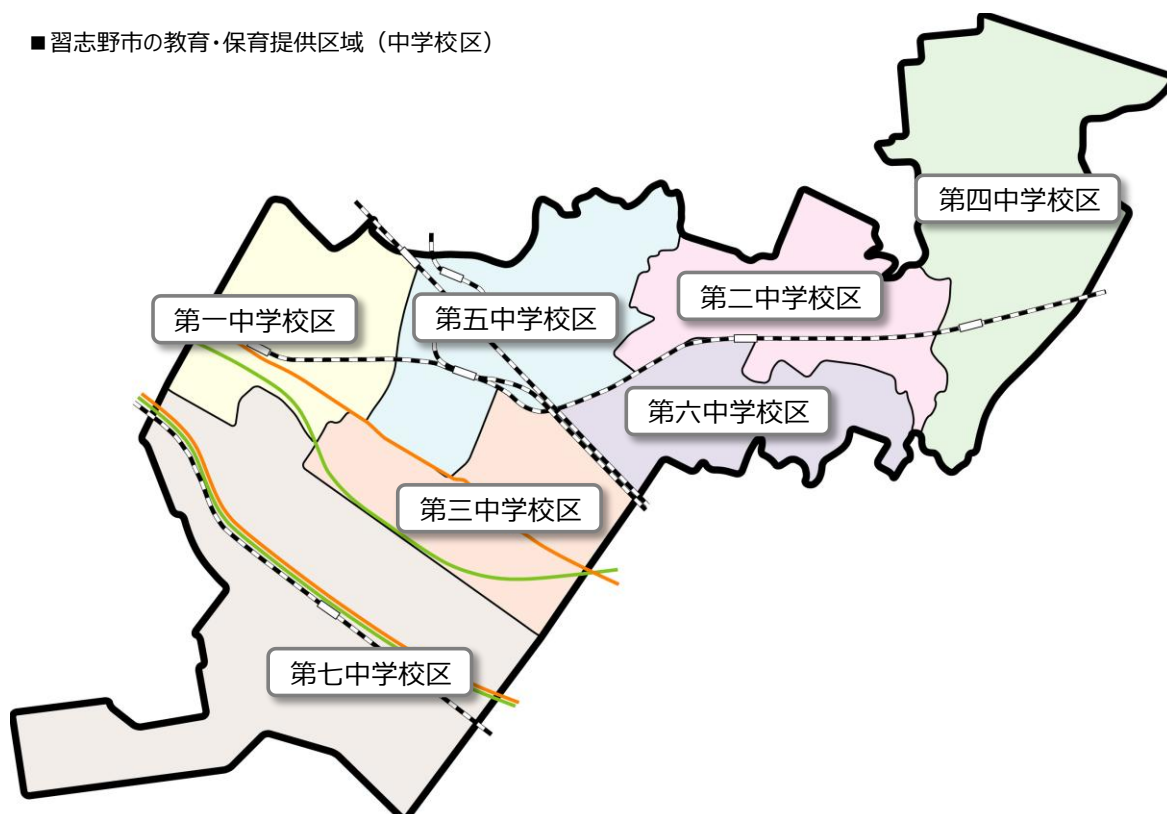 ■習志野市の教育・保育提供区域（中学校区）
第四中学校区
第二中学校区
第一中学校区
第五中学校区
第六中学校区
第三中学校区
第七中学校区